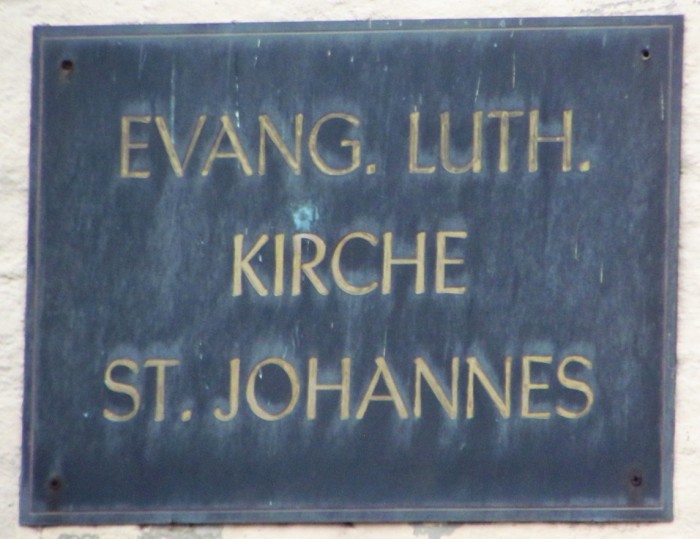 EVANG. LUTH.
KIRCHE
ST. JOHANNES